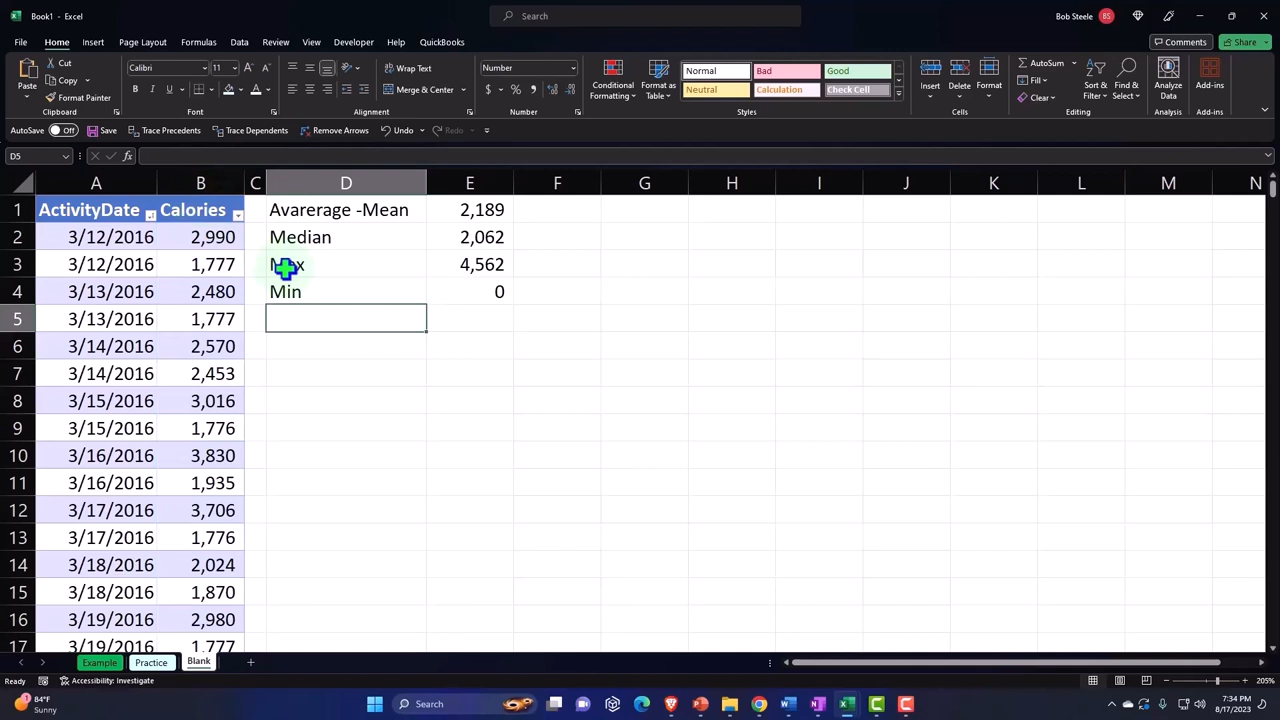 Book1 - Excel
Search
Bob Steele BS
File Home Insert Page Layout Formulas Data Review View Developer Help QuickBooks
Comments Share
Paste
Cut
Copy
Format Painter
Clipboard
Calibri 11
B I U
Font
Wrap Text
Merge & Center
Alignment
Number
$ % 9
Number
Conditional Formatting
Format as Table
Normal Bad Good
Neutral Calculation Check Cell
Styles
Insert Delete Format
Cells
AutoSum
Fill
Clear
Sort & Filter
Find & Select
Editing
Analyze Data
Analysis
Add-ins
Add-ins
AutoSave Off Save Trace Precedents Trace Dependents Remove Arrows Undo Redo
D5 fx
A B C D E F G H I J K L M N
1 ActivityDate Calories Avarerage -Mean 2,189
2 3/12/2016 2,990 Median 2,062
3 3/12/2016 1,777 Max 4,562
4 3/13/2016 2,480 Min 0
5 3/13/2016 1,777
6 3/14/2016 2,570
7 3/14/2016 2,453
8 3/15/2016 3,016
9 3/15/2016 1,776
10 3/16/2016 3,830
11 3/16/2016 1,935
12 3/17/2016 3,706
13 3/17/2016 1,776
14 3/18/2016 2,024
15 3/18/2016 1,870
16 3/19/2016 2,980
17 3/19/2016 1,777
Example Practice Blank
Ready Accessibility: Investigate 205%
84°F
Sunny
Search
7:34 PM
8/17/2023